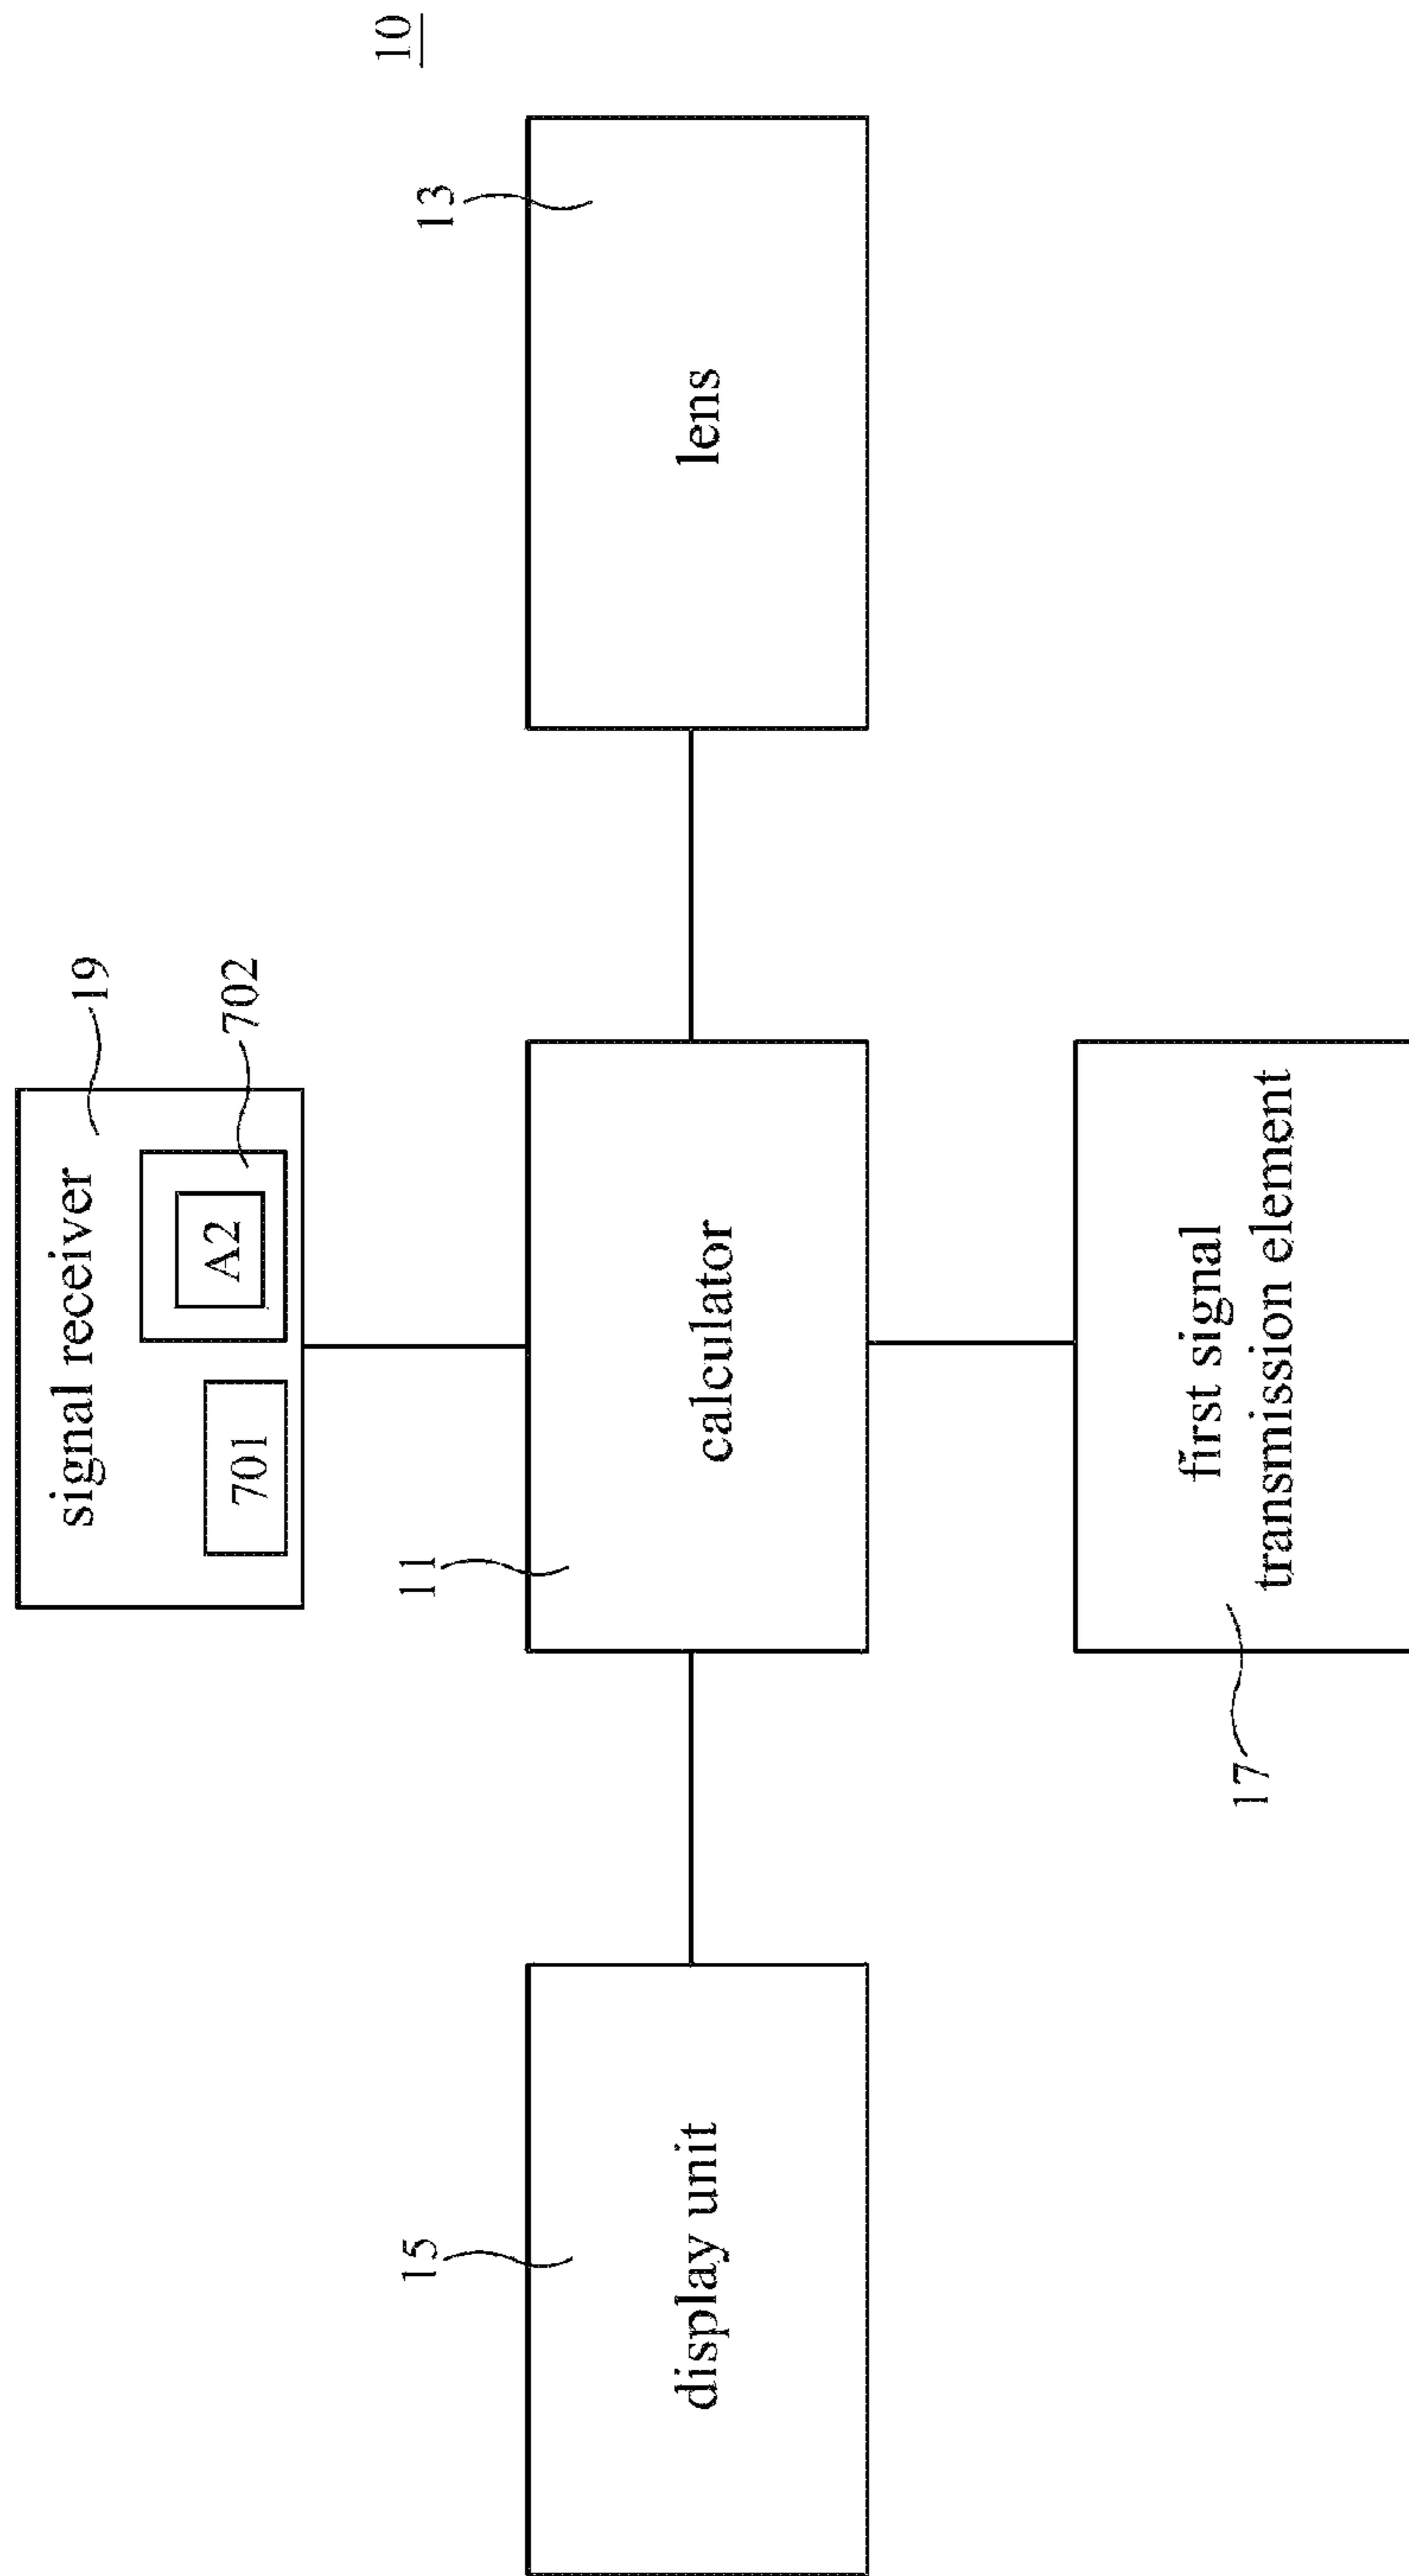 signal receiver
19
701
A2
702
10
15
11
13
display unit
calculator
lens
17
first signal
transmission element